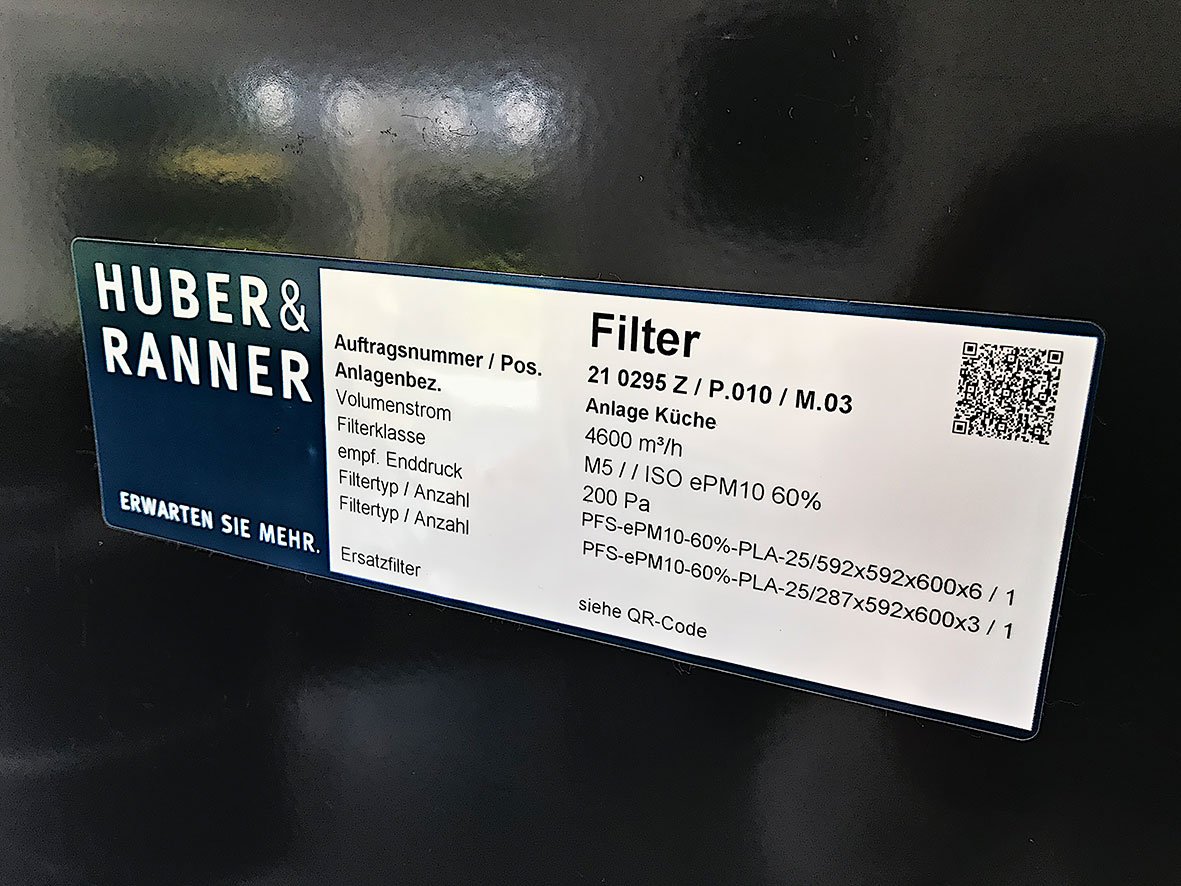 HUBER&
RANNER
ERWARTEN SIE MEHR.
Filter
Auftragsnummer / Pos. 21 0295 Z / P.010 / M.03
Anlagenbez. Anlage Küche
Volumenstrom 4600 m³/h
Filterklasse M5 / / ISO ePM10 60%
empf. Enddruck 200 Pa
Filtertyp / Anzahl PFS-ePM10-60%-PLA-25/592x592x600x6 / 1
Filtertyp / Anzahl PFS-ePM10-60%-PLA-25/287x592x600x3 / 1
Ersatzfilter siehe QR-Code